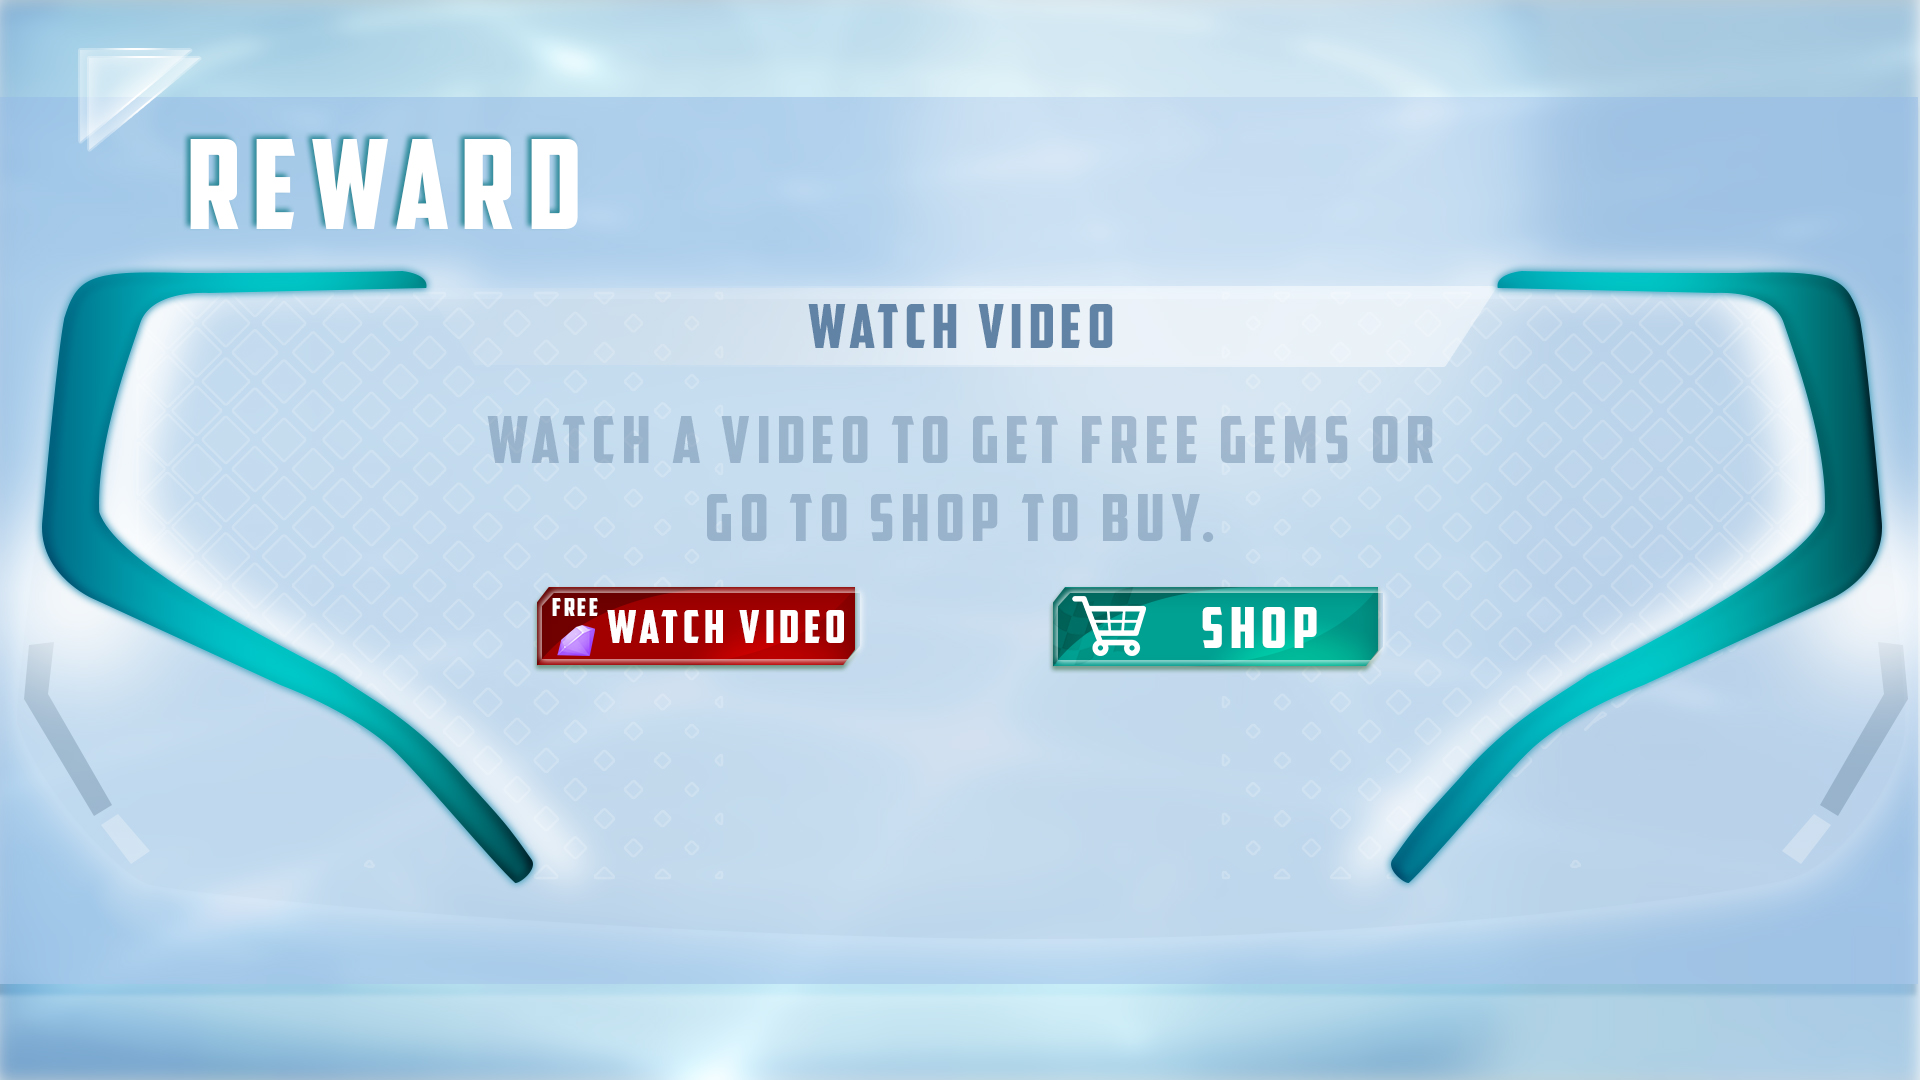 REWARD
WATCH VIDEO
WATCH A VIDEO TO GET FREE GEMS OR
GO TO SHOP TO BUY.
FREE
WATCH VIDEO
SHOP